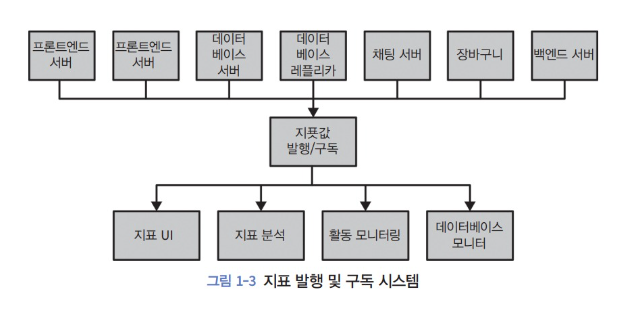 프론트엔드
서버
프론트엔드
서버
데이터
베이스
서버
데이터
베이스
레플리카
채팅 서버
장바구니
백엔드 서버
지푯값
발행/구독
지표 UI
지표 분석
활동 모니터링
데이터베이스
모니터
그림 1-3 지표 발행 및 구독 시스템